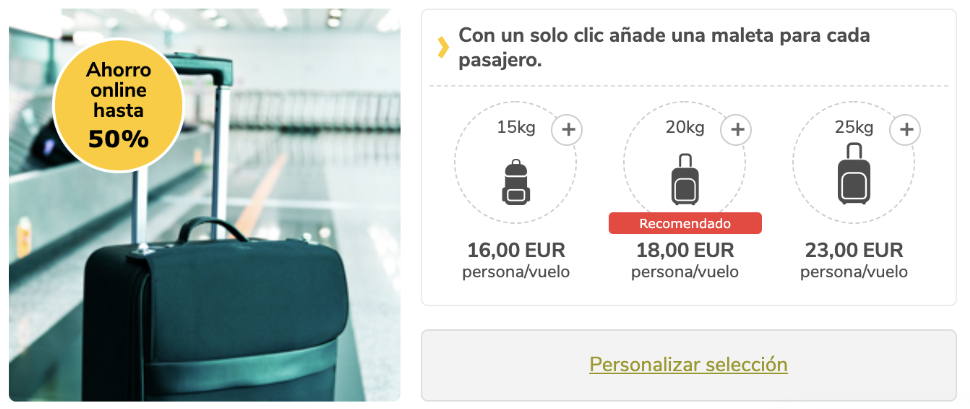 Ahorro
online
hasta
50%
Con un solo clic añade una maleta para cada
pasajero.
15kg
+
16,00 EUR
persona/vuelo
20kg
+
Recomendado
18,00 EUR
persona/vuelo
25kg
+
23,00 EUR
persona/vuelo
Personalizar selección